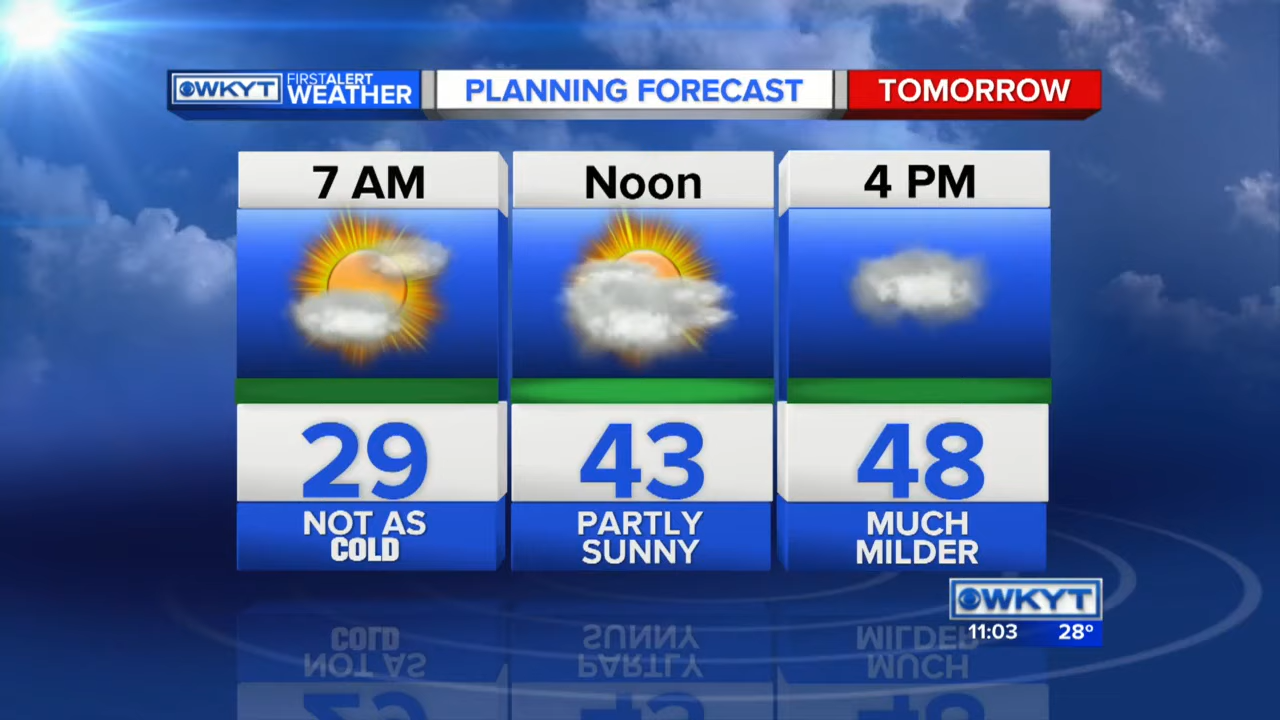 WKYT FIRST ALERT WEATHER
PLANNING FORECAST
TOMORROW
7 AM
Noon
4 PM
29
43
48
NOT AS
COLD
PARTLY
SUNNY
MUCH
MILDER
WKYT
11:03 28°